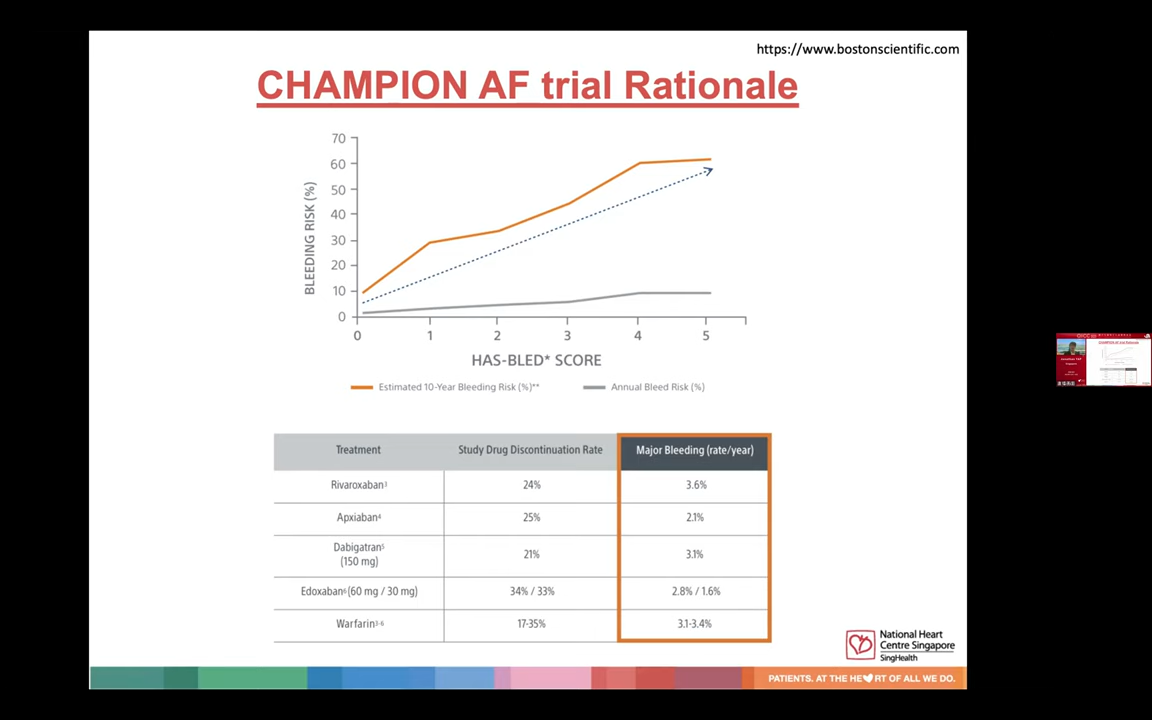 https://www.bostonscientific.com
CHAMPION AF trial Rationale
70
60
50
40
30
20
10
0
BLEEDING RISK (%)
0 1 2 3 4 5
HAS-BLED* SCORE
Estimated 10-Year Bleeding Risk (%)** Annual Bleed Risk (%)
Treatment Study Drug Discontinuation Rate Major Bleeding (rate/year)
Rivaroxaban³ 24% 3.6%
Apxiaban⁴ 25% 2.1%
Dabigatran⁵
(150 mg) 21% 3.1%
Edoxaban⁶ (60 mg / 30 mg) 34% / 33% 2.8% / 1.6%
Warfarin³⁻⁶ 17-35% 3.1-3.4%
National Heart
Centre Singapore
SingHealth
PATIENTS. AT THE HE RT OF ALL WE DO.